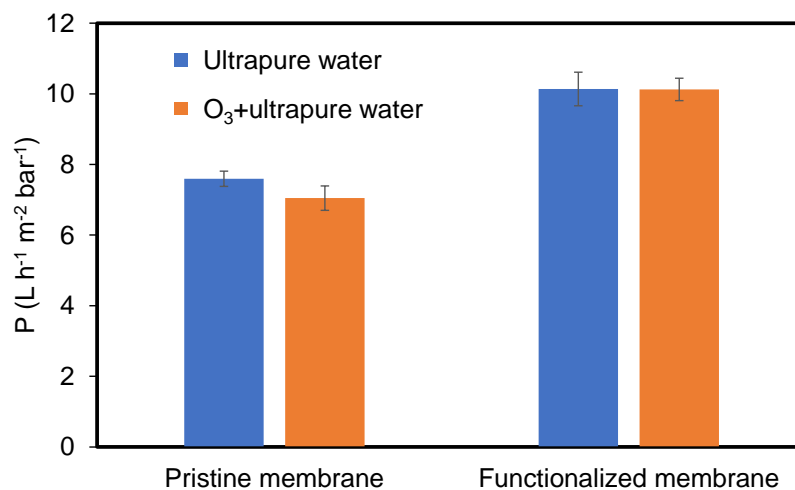 12
10
8
6
4
2
0
P (L h⁻¹ m⁻² bar⁻¹)
Ultrapure water
O₃+ultrapure water
Pristine membrane
Functionalized membrane